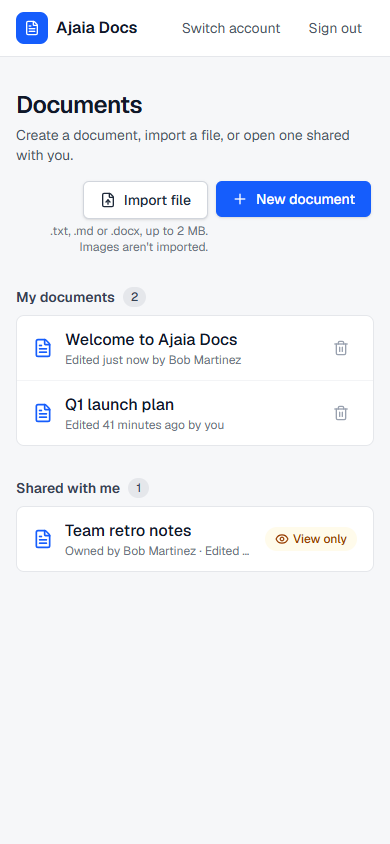 Ajaia Docs
Switch account
Sign out
Documents
Create a document, import a file, or open one shared
with you.
Import file
New document
.txt, .md or .docx, up to 2 MB.
Images aren't imported.
My documents 2
Welcome to Ajaia Docs
Edited just now by Bob Martinez
Q1 launch plan
Edited 41 minutes ago by you
Shared with me 1
Team retro notes
Owned by Bob Martinez · Edited ...
View only